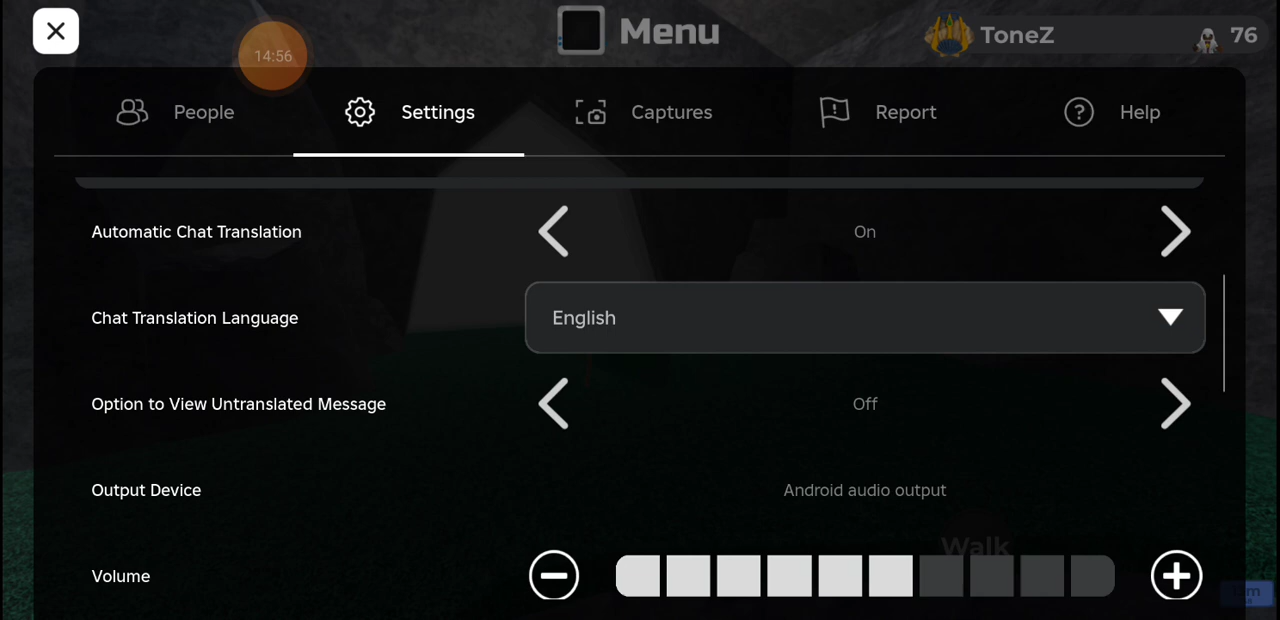 14:56
Menu
ToneZ
76
People
Settings
Captures
Report
Help
Automatic Chat Translation
On
Chat Translation Language
English
Option to View Untranslated Message
Off
Output Device
Android audio output
Walk
Volume